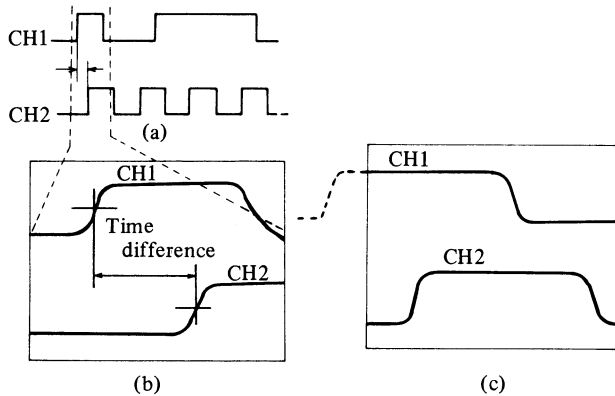 CH1
CH2
(a)
CH1
Time
difference
CH2
(b)
CH1
CH2
(c)